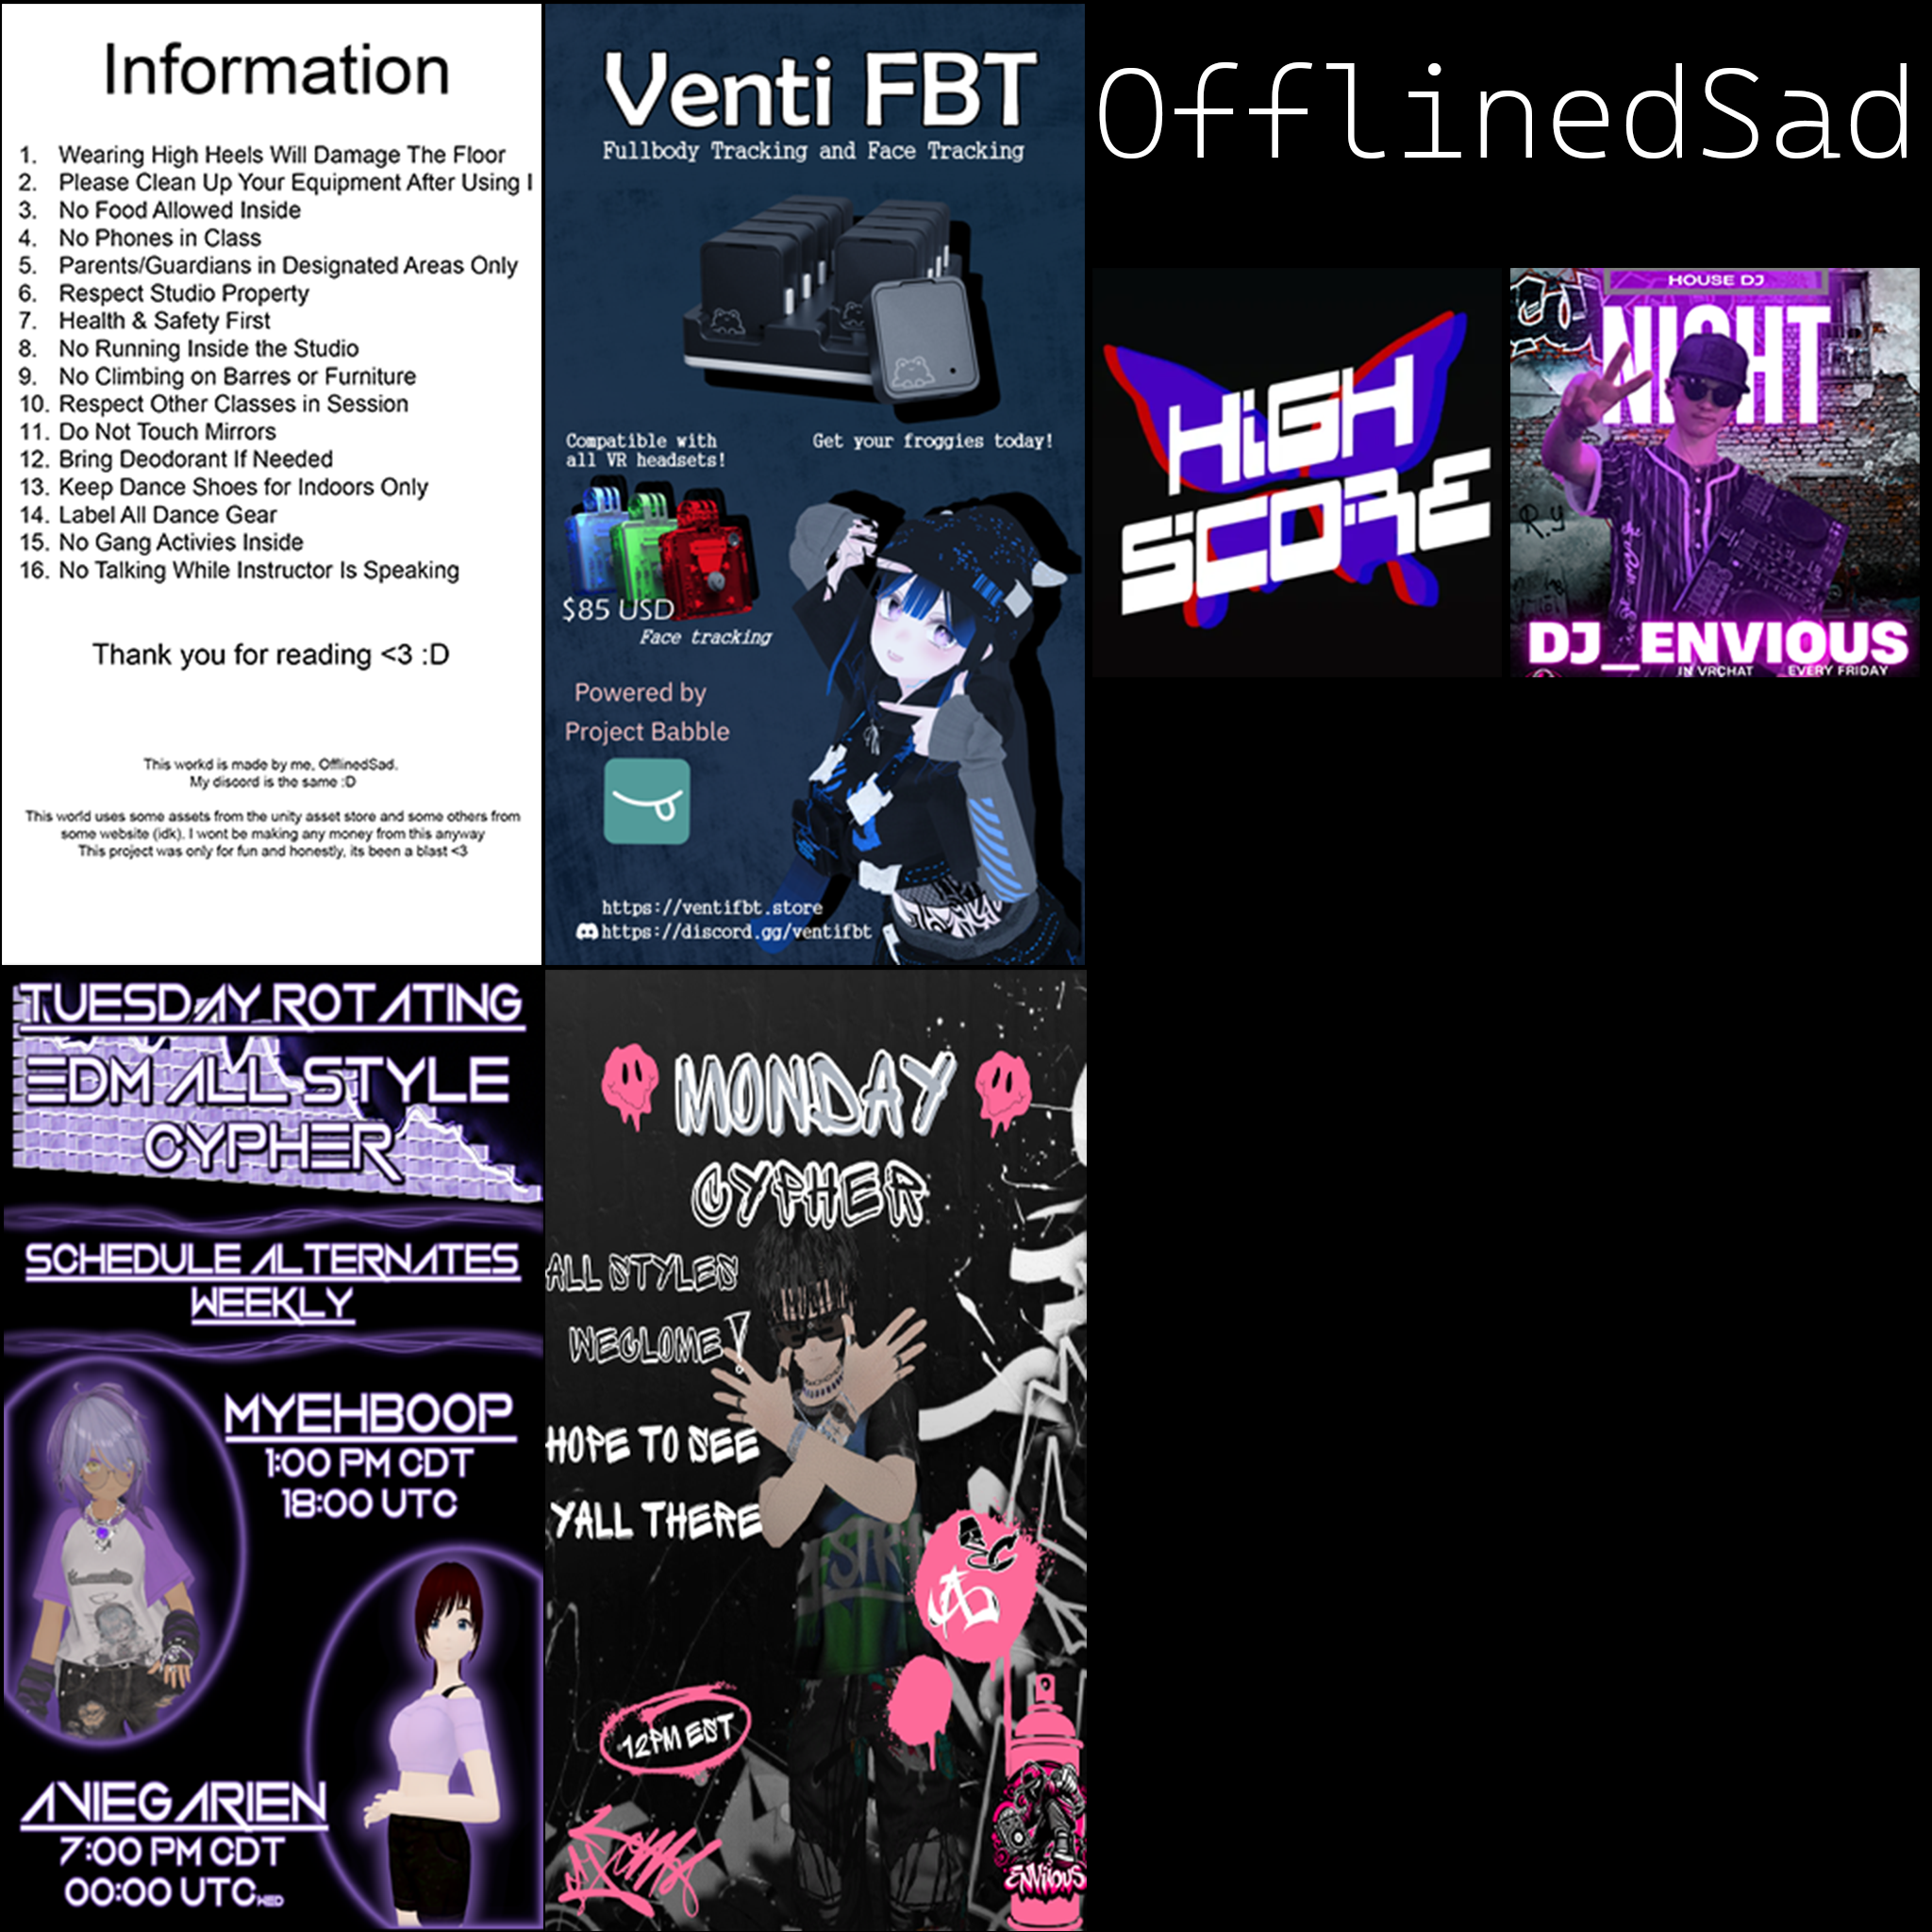 Information
1. Wearing High Heels Will Damage The Floor
2. Please Clean Up Your Equipment After Using I
3. No Food Allowed Inside
4. No Phones in Class
5. Parents/Guardians in Designated Areas Only
6. Respect Studio Property
7. Health & Safety First
8. No Running Inside the Studio
9. No Climbing on Barres or Furniture
10. Respect Other Classes in Session
11. Do Not Touch Mirrors
12. Bring Deodorant If Needed
13. Keep Dance Shoes for Indoors Only
14. Label All Dance Gear
15. No Gang Activies Inside
16. No Talking While Instructor Is Speaking
Thank you for reading <3 :D
This workd is made by me, OfflinedSad.
My discord is the same :D
This world uses some assets from the unity asset store and some others from
some website (idk). I wont be making any money from this anyway
This project was only for fun and honestly, its been a blast <3
Venti FBT
Fullbody Tracking and Face Tracking
Compatible with
all VR headsets!
Get your froggies today!
$85 USD
Face tracking
Powered by
Project Babble
https://ventifbt.store
https://discord.gg/ventifbt
OfflinedSad
HiGH
SCORE
HOUSE DJ
NIGHT
P.y
DJ_ENVIOUS
IN VRCHAT EVERY FRIDAY
TUESDAY ROTATING
EDM ALL STYLE
CYPHER
SCHEDULE ALTERNATES
WEEKLY
MYEHBOOP
1:00 PM CDT
18:00 UTC
AVIEGARIEN
7:00 PM CDT
00:00 UTC WED
MONDAY
CYPHER
ALL STYLES
WECLOME!
HOPE TO SEE
YALL THERE
12PM EST
ENVIIOUS